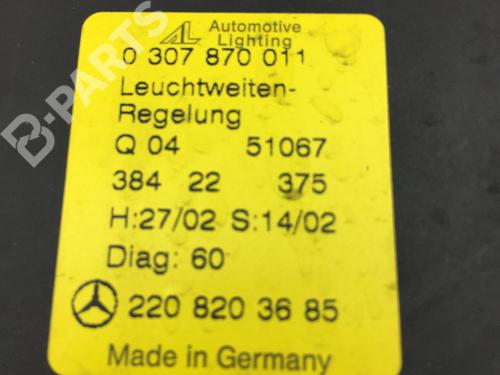 AL Automotive
Lighting
0 307 870 011
Leuchtweiten-
Regelung
Q 04 51067
384 22 375
H:27/02 S:14/02
Diag: 60
220 820 36 85
Made in Germany
B-PARTS